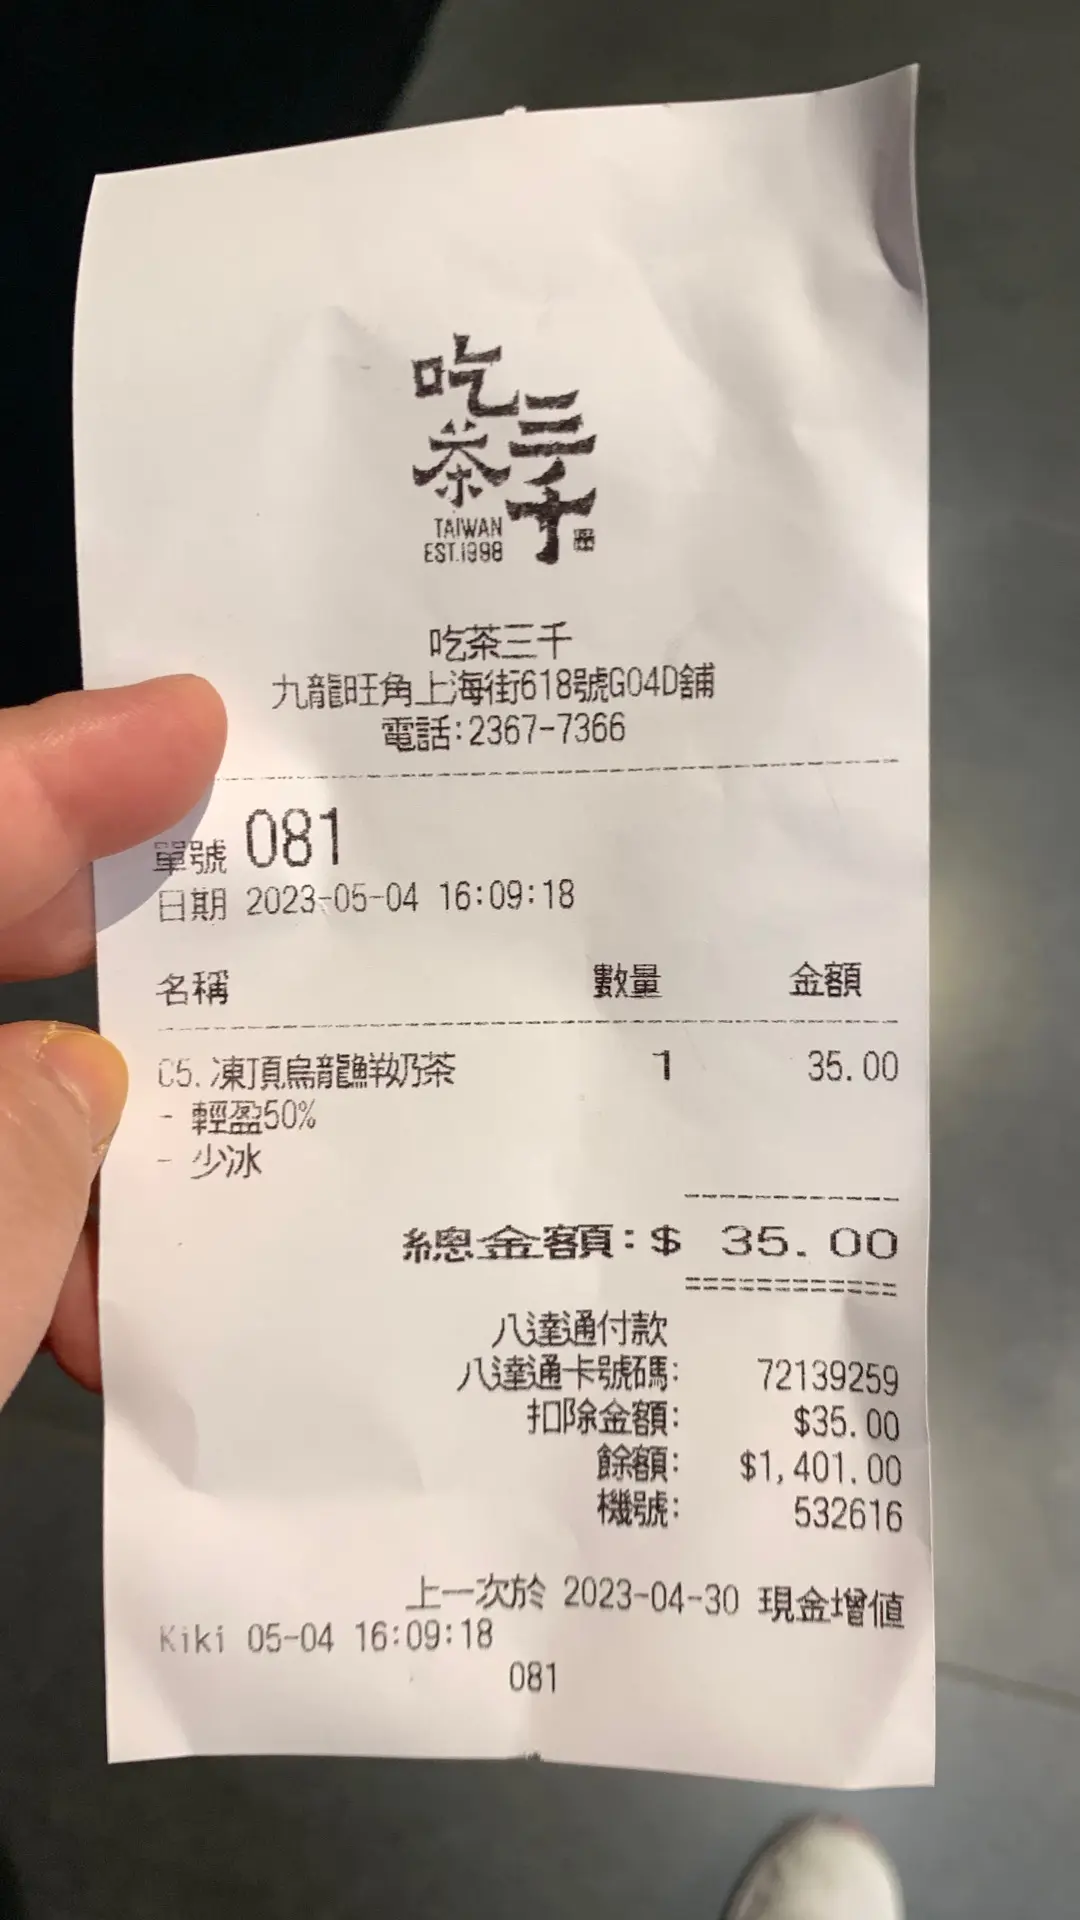 吃茶三千
TAIWAN
EST.1998
吃茶三千
九龍旺角上海街618號G04D舖
電話:2367-7366
單號 081
日期 2023-05-04 16:09:18
名稱 數量 金額
C5. 凍頂烏龍鮮奶茶 1 35.00
- 輕盈50%
- 少冰
總金額:$ 35.00
八達通付款
八達通卡號碼: 72139259
扣除金額: $35.00
餘額: $1,401.00
機號: 532616
上一次於 2023-04-30 現金增值
Kiki 05-04 16:09:18
081